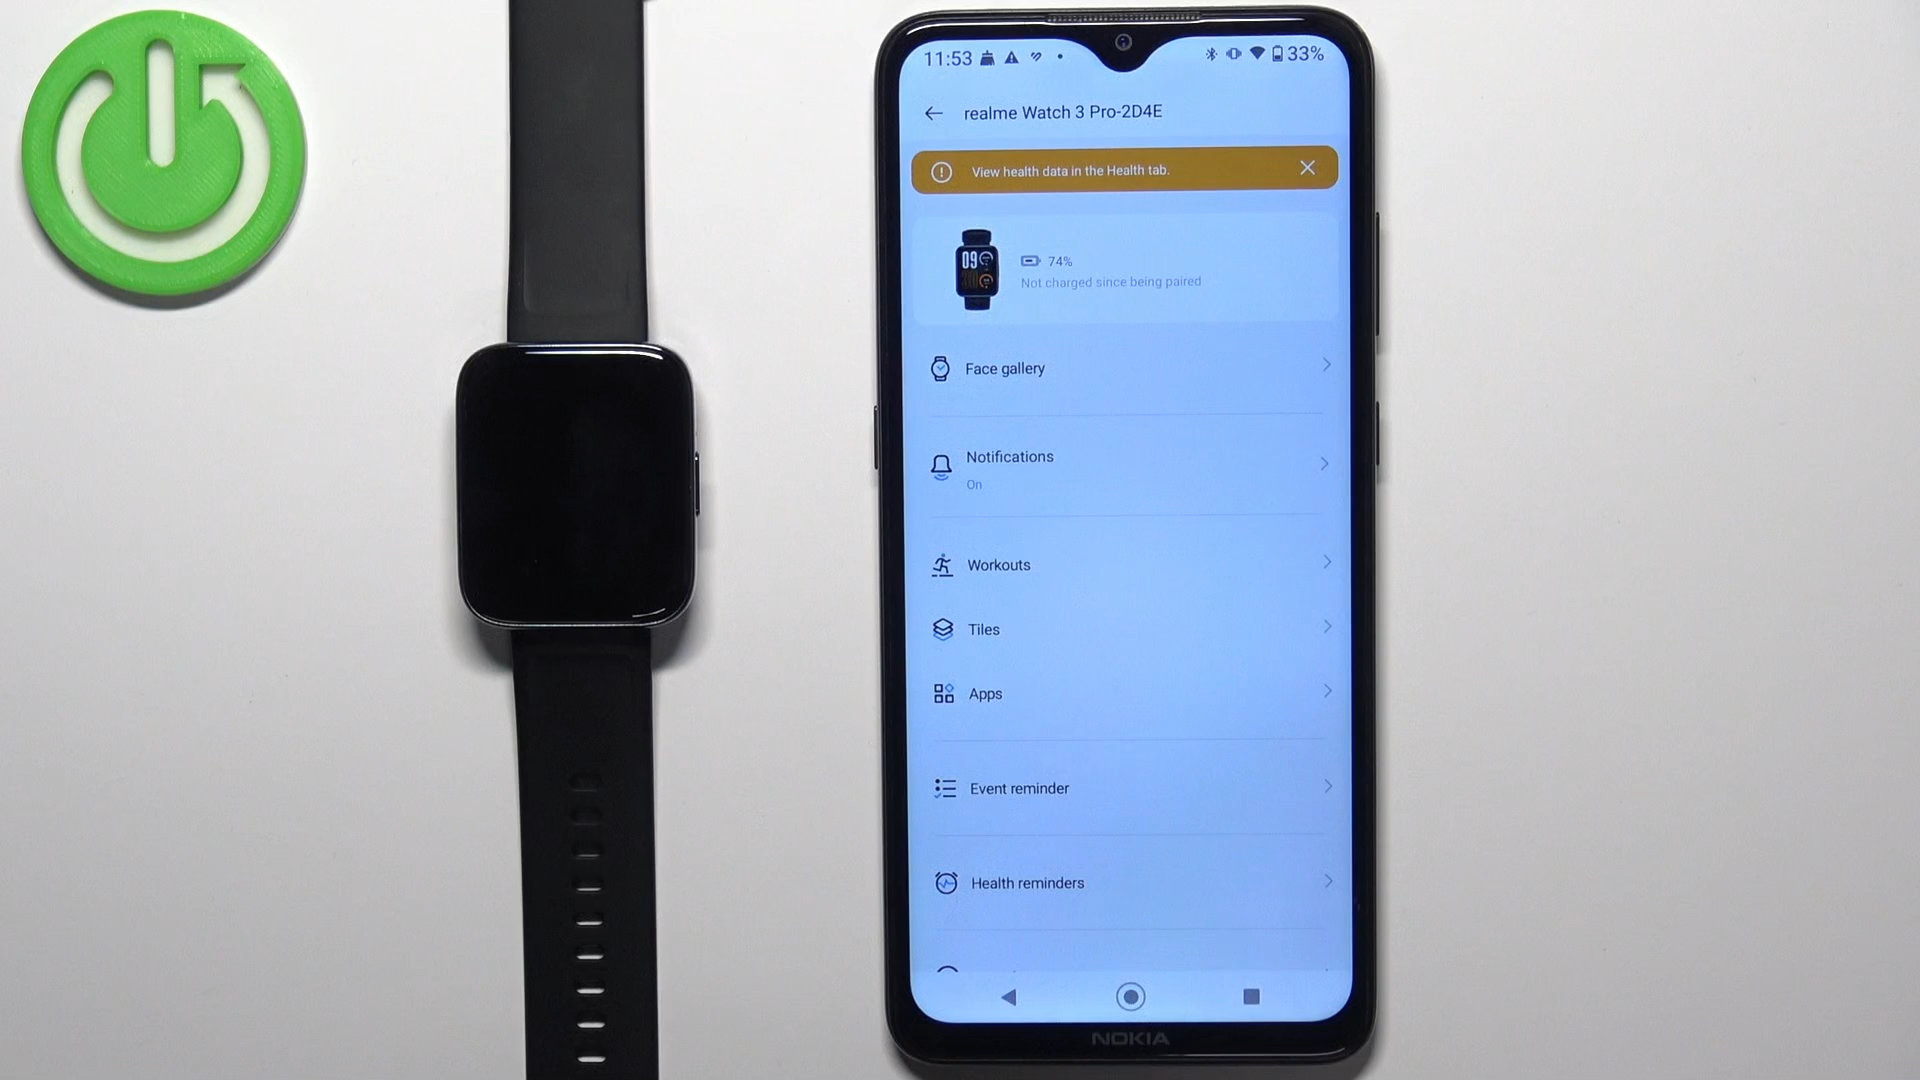 11:53
33%
realme Watch 3 Pro-2D4E
View health data in the Health tab.
09
74%
Not charged since being paired
Face gallery
Notifications
On
Workouts
Tiles
Apps
Event reminder
Health reminders
NOKIA